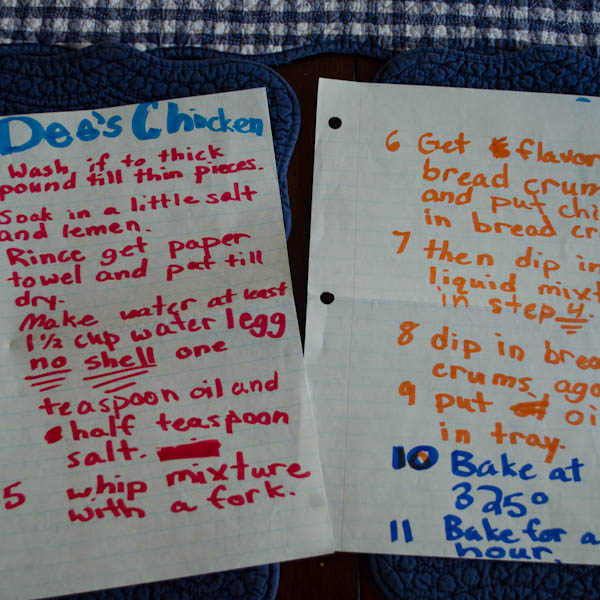 Dee's Chicken
Wash if to thick
pound till thin pieces.
Soak in a little salt
and lemen.
Rince get paper
towel and pat till
dry.
Make water at least
1½ cup water 1 egg
no shell one
teaspoon oil and
half teaspoon
salt.
5 whip mixture
with a fork.
6 Get flavor
bread crum
and put chi
in bread cr
7 then dip in
liquid mixt
in step 4.
8 dip in brea
crums, aga
9 put oi
in tray.
10 Bake at
325°
11 Bake for a
hour.